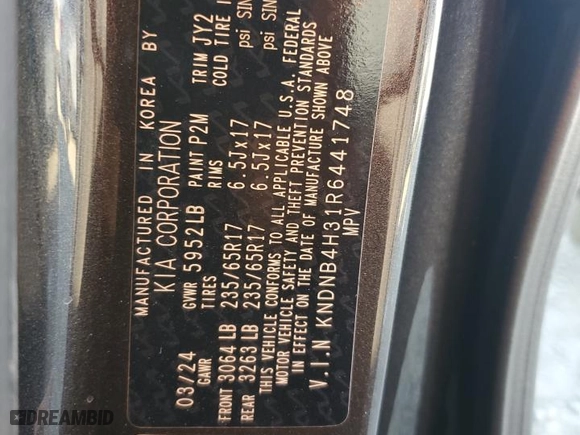 MANUFACTURED IN KOREA BY
KIA CORPORATION
03/24 GVWR 5952LB PAINT P2M TRIM JY2
GAWR TIRES RIMS COLD TIRE
FRONT 3064LB 235/65R17 6.5Jx17 psi SIN
REAR 3263LB 235/65R17 6.5Jx17 psi SIN
THIS VEHICLE CONFORMS TO ALL APPLICABLE U.S.A. FEDERAL
MOTOR VEHICLE SAFETY AND THEFT PREVENTION STANDARDS
IN EFFECT ON THE DATE OF MANUFACTURE SHOWN ABOVE
V.I.N KNDNB4H31R6441748
MPV
DREAMBID